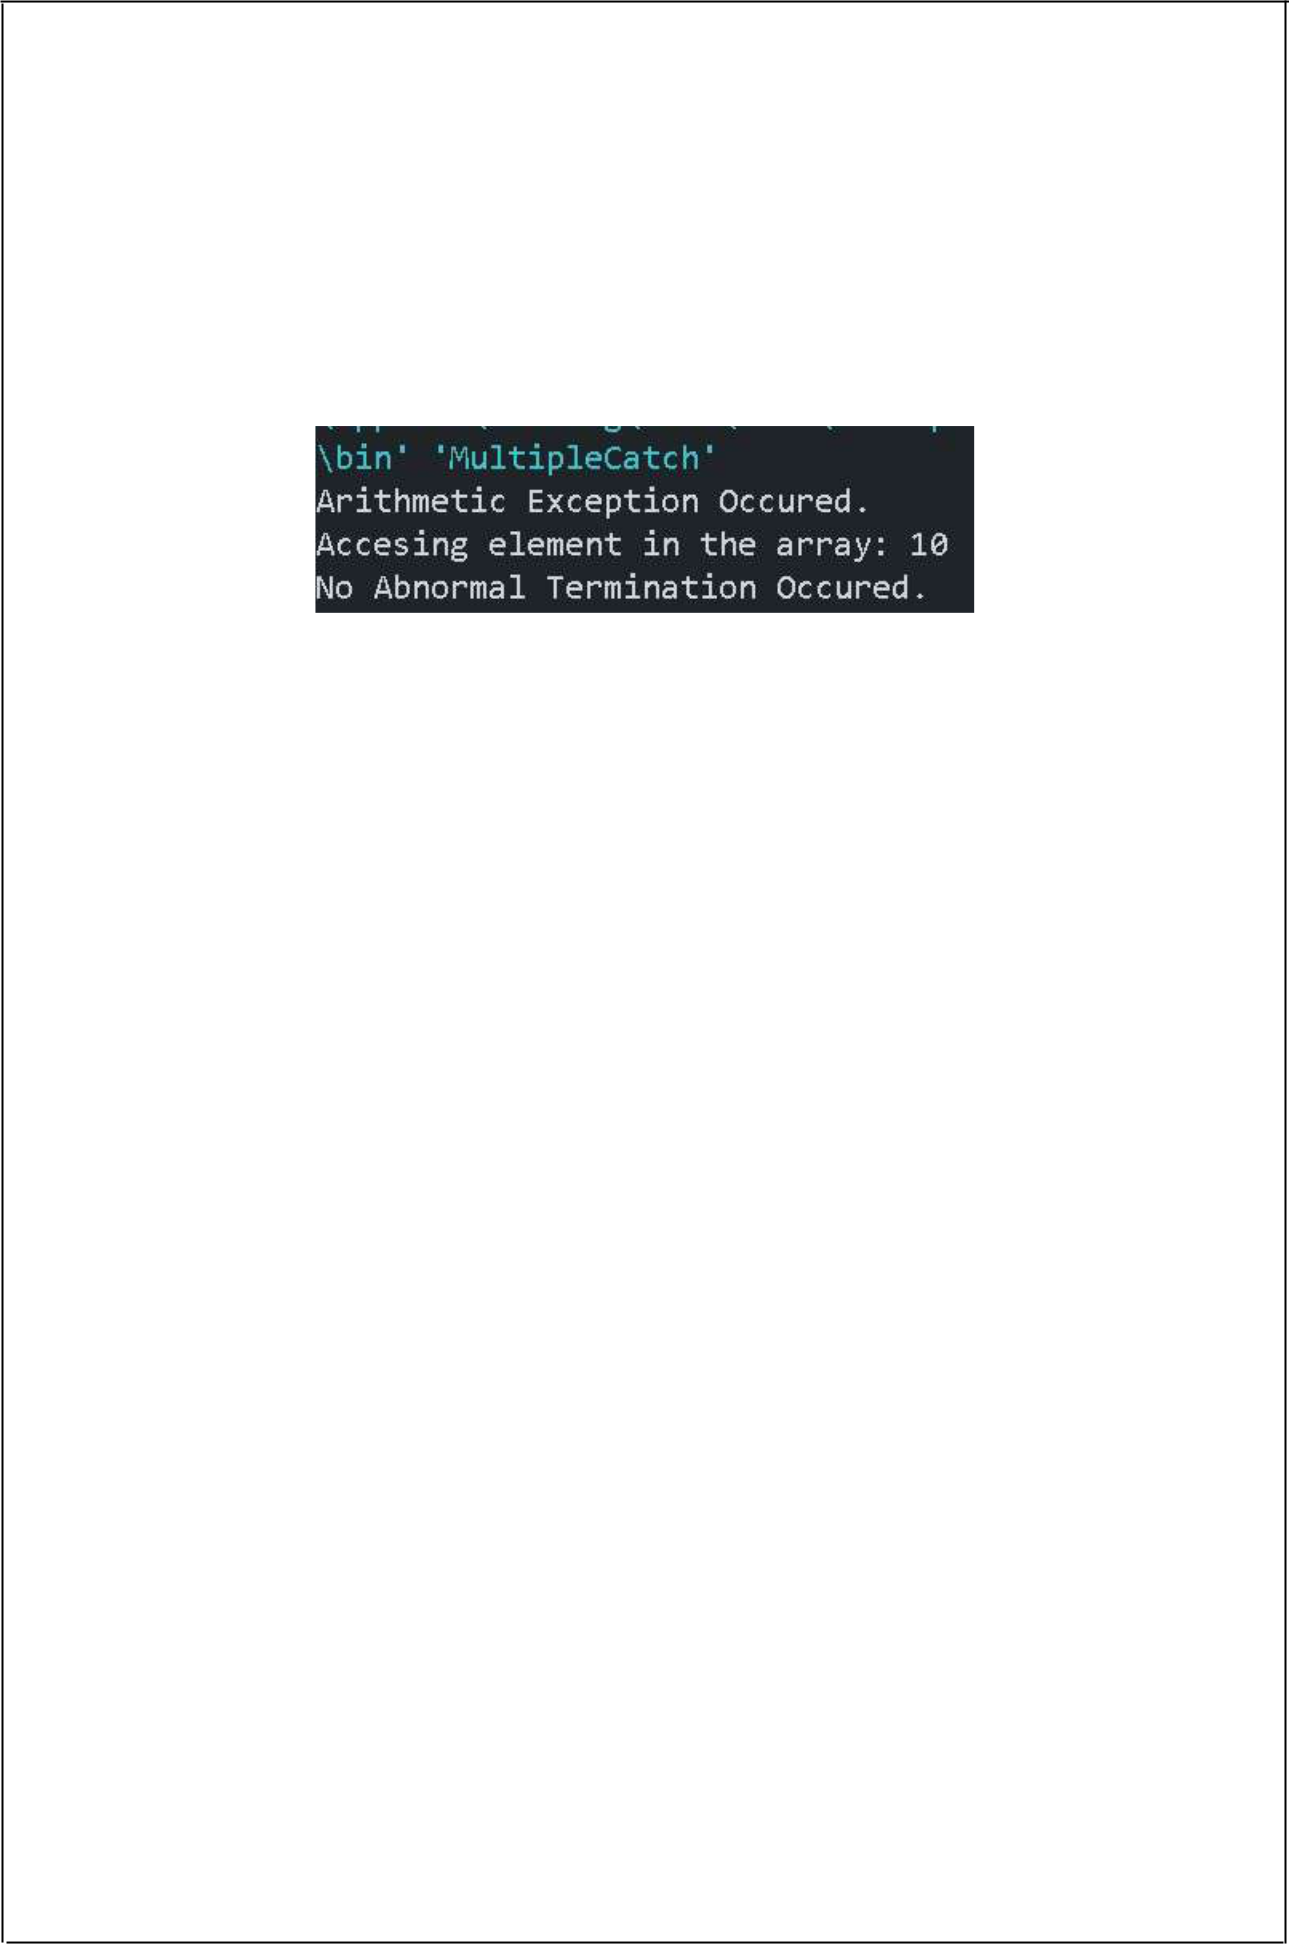 \bin' 'MultipleCatch'
Arithmetic Exception Occured.
Accesing element in the array: 10
No Abnormal Termination Occured.